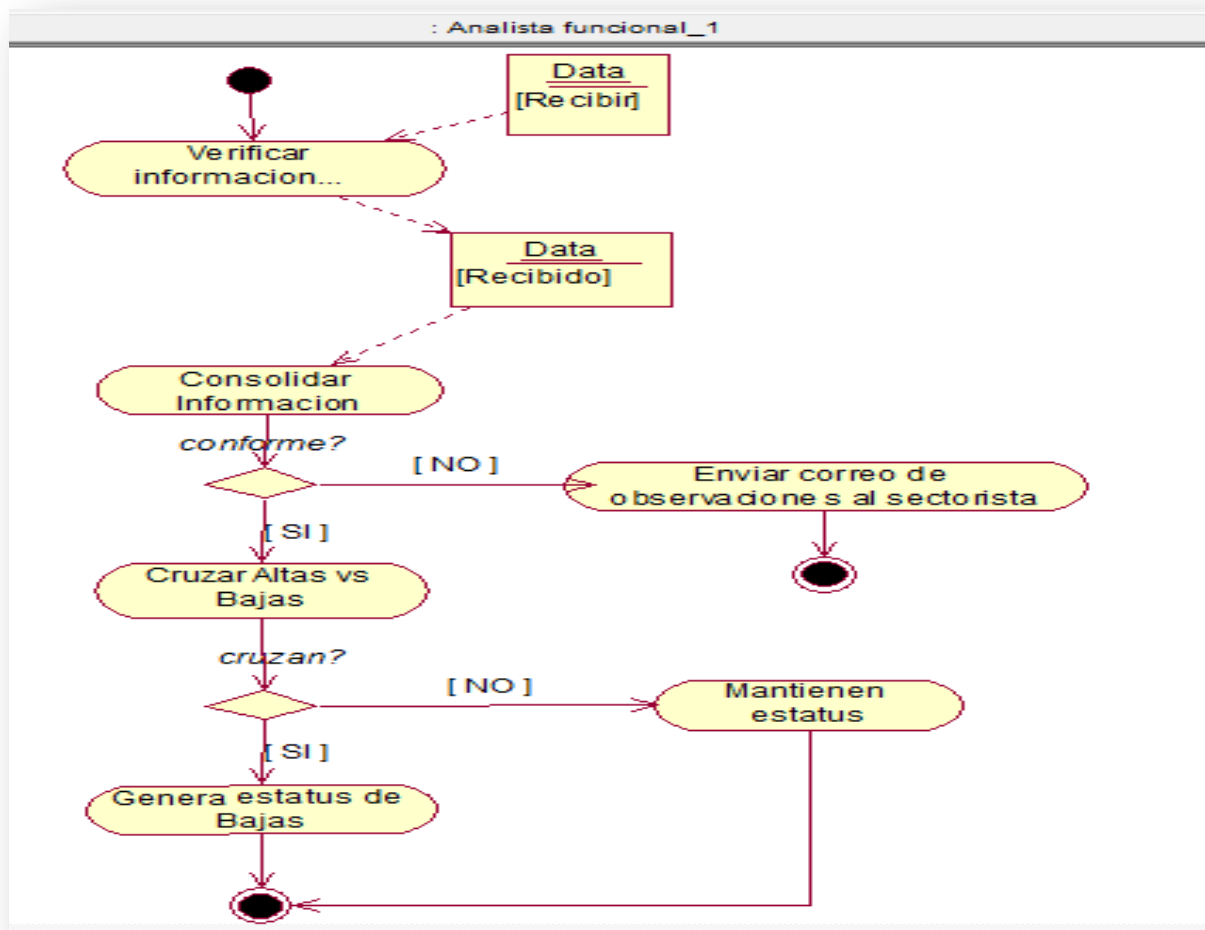 : Analista funcional_1
Data
[Recibir]
Verificar
informacion...
Data
[Recibido]
Consolidar
Informacion
conforme?
[ NO ]
Enviar correo de
observaciones al sectorista
[ SI ]
Cruzar Altas vs
Bajas
cruzan?
[ NO ]
Mantienen
estatus
[ SI ]
Genera estatus de
Bajas